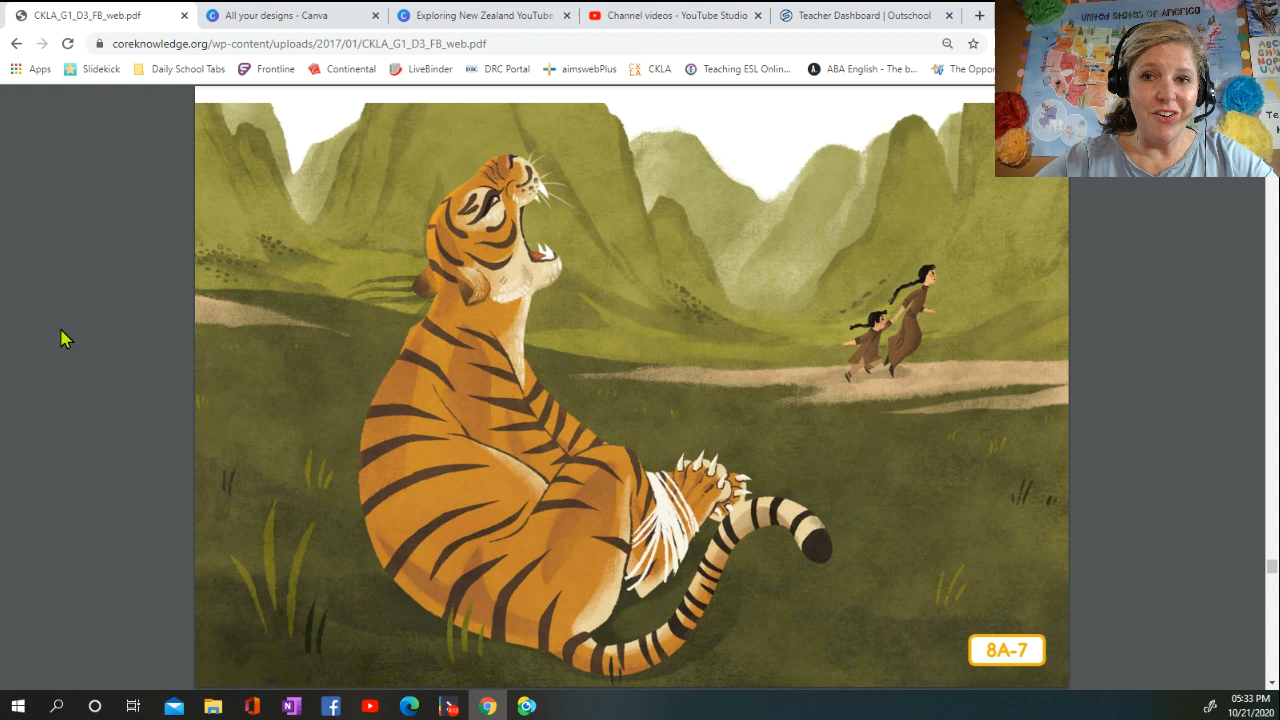 CKLA_G1_D3_FB_web.pdf
All your designs - Canva
Exploring New Zealand YouTube
Channel videos - YouTube Studio
Teacher Dashboard | Outschool
coreknowledge.org/wp-content/uploads/2017/01/CKLA_G1_D3_FB_web.pdf
Apps
Slidekick
Daily School Tabs
Frontline
Continental
LiveBinder
DRC Portal
aimswebPlus
CKLA
Teaching ESL Onlin...
ABA English - The b...
The Oppor
UNITED STATES OF AMERICA
8A-7
05:33 PM
10/21/2020